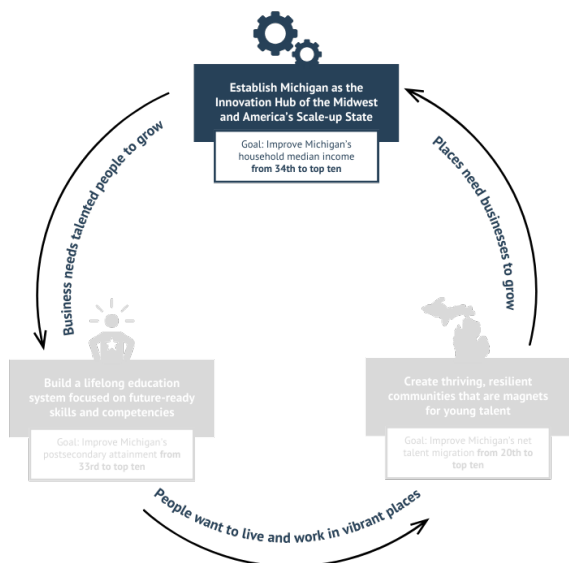 Establish Michigan as the
Innovation Hub of the Midwest
and America's Scale-up State
Goal: Improve Michigan's
household median income
from 34th to top ten
Business needs talented people to grow
Places need businesses to grow
Build a lifelong education
system focused on future-ready
skills and competencies
Goal: Improve Michigan's
postsecondary attainment from
33rd to top ten
Create thriving, resilient
communities that are magnets
for young talent
Goal: Improve Michigan's net
talent migration from 20th to
top ten
People want to live and work in vibrant places